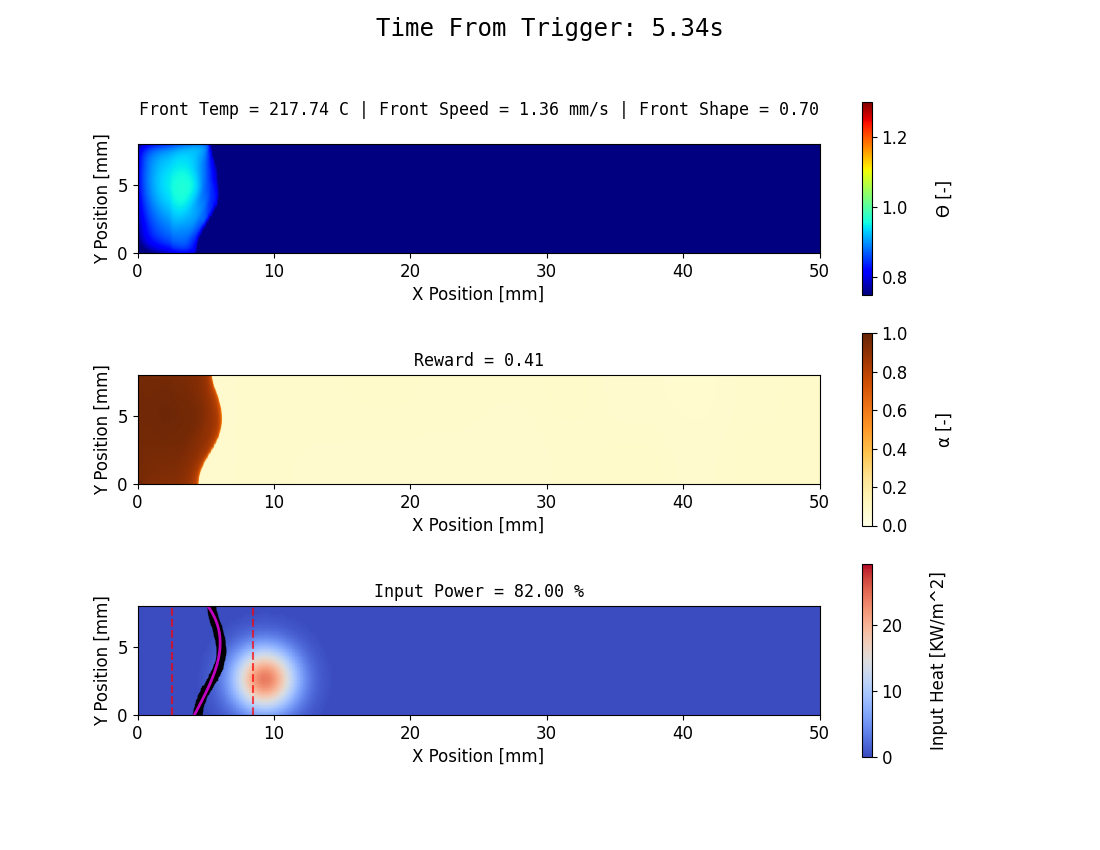 Time From Trigger: 5.34s
Front Temp = 217.74 C | Front Speed = 1.36 mm/s | Front Shape = 0.70
Y Position [mm]
5
0
0 10 20 30 40 50
X Position [mm]
1.2
1.0
0.8
Θ [-]
Reward = 0.41
Y Position [mm]
5
0
0 10 20 30 40 50
X Position [mm]
1.0
0.8
0.6
0.4
0.2
0.0
α [-]
Input Power = 82.00 %
Y Position [mm]
5
0
0 10 20 30 40 50
X Position [mm]
20
10
0
Input Heat [KW/m^2]